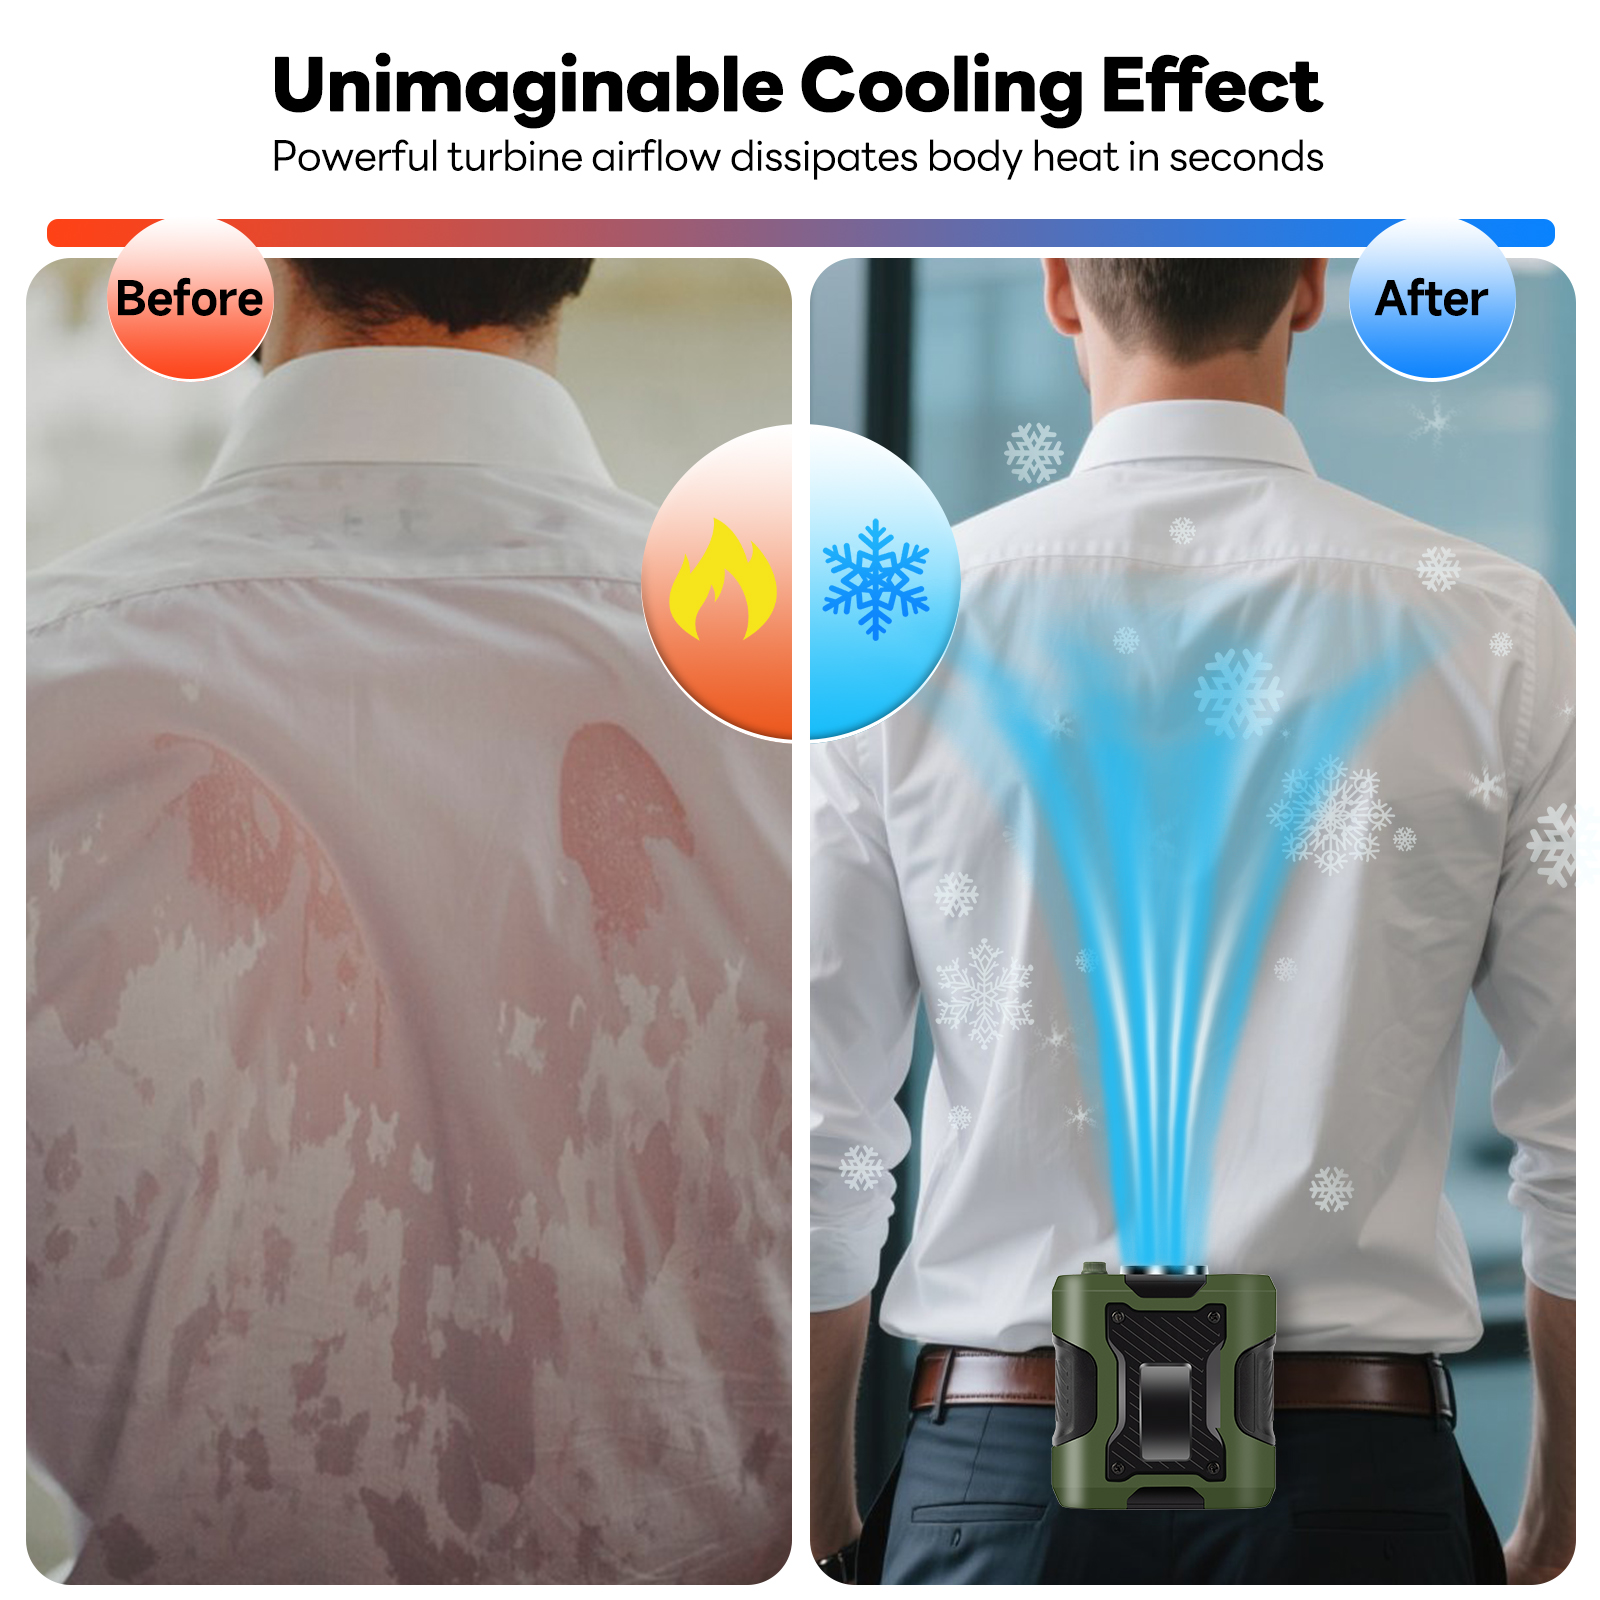 Unimaginable Cooling Effect
Powerful turbine airflow dissipates body heat in seconds
Before
After